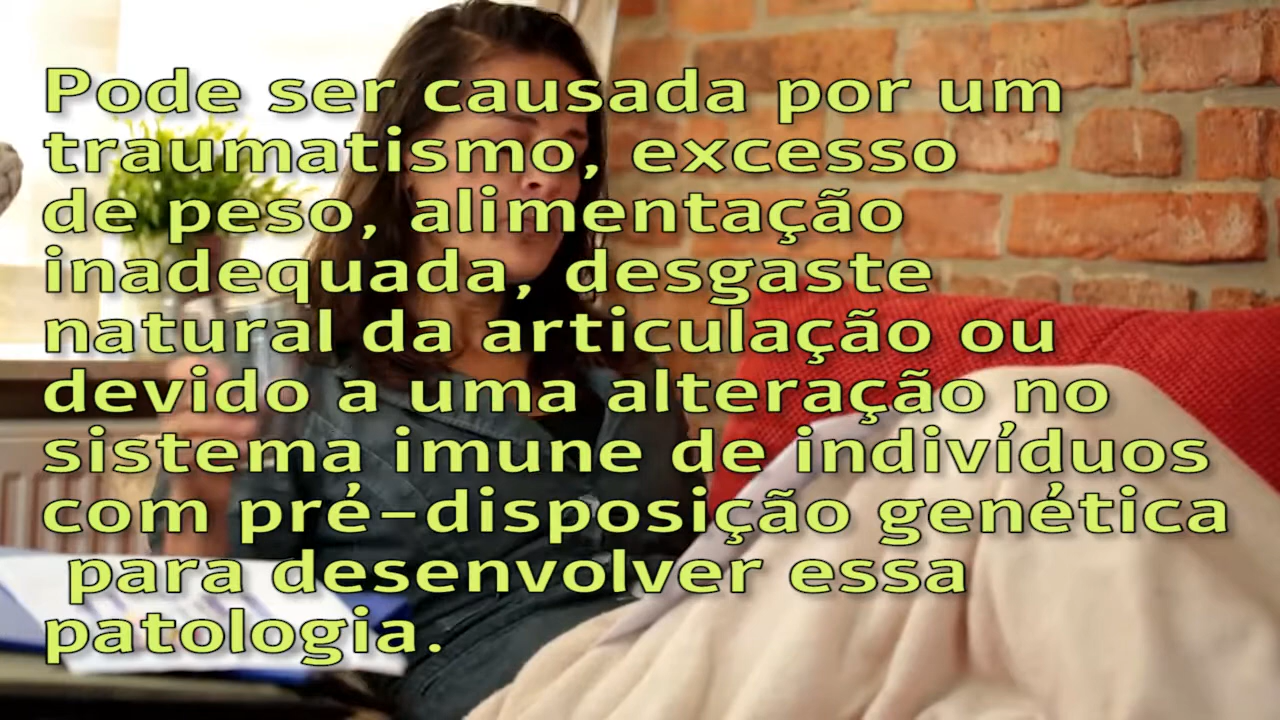 Pode ser causada por um
traumatismo, excesso
de peso, alimentação
inadequada, desgaste
natural da articulação ou
devido a uma alteração no
sistema imune de indivíduos
com pré-disposição genética
para desenvolver essa
patologia.